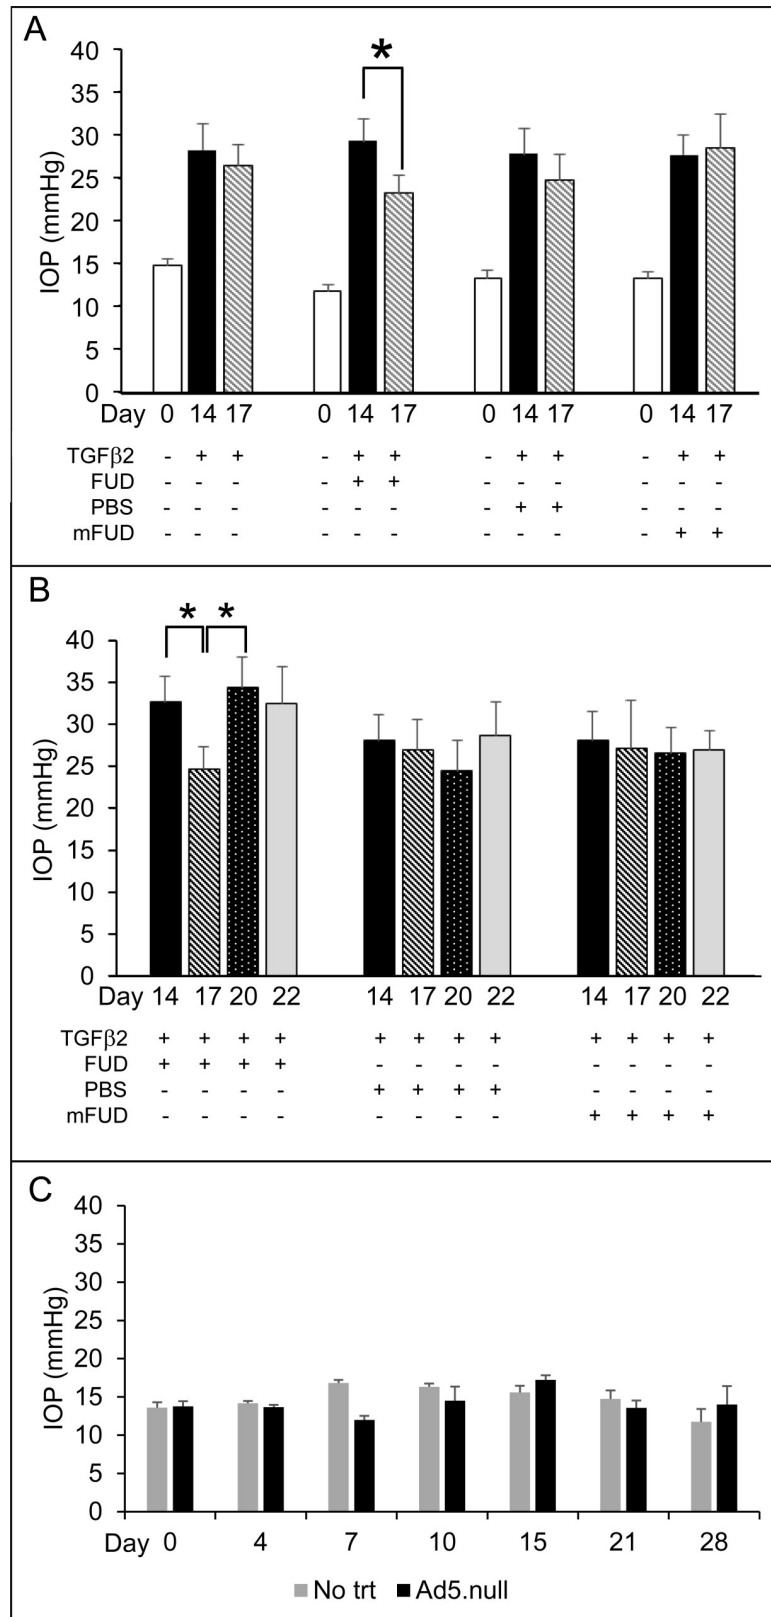 A
*
40
35
30
25
20
15
10
5
0
IOP (mmHg)
Day 0 14 17 0 14 17 0 14 17 0 14 17
TGFβ2 - + + - + + - + + - + +
FUD - - - - + + - - - - - -
PBS - - - - - - - + + - - -
mFUD - - - - - - - - - - + +
B
* *
40
35
30
25
20
15
10
5
0
IOP (mmHg)
Day 14 17 20 22 14 17 20 22 14 17 20 22
TGFβ2 + + + + + + + + + + + +
FUD + + + + - - - - - - - -
PBS - - - - + + + + - - - -
mFUD - - - - - - - - + + + +
C
40
35
30
25
20
15
10
5
0
IOP (mmHg)
Day 0 4 7 10 15 21 28
No trt Ad5.null